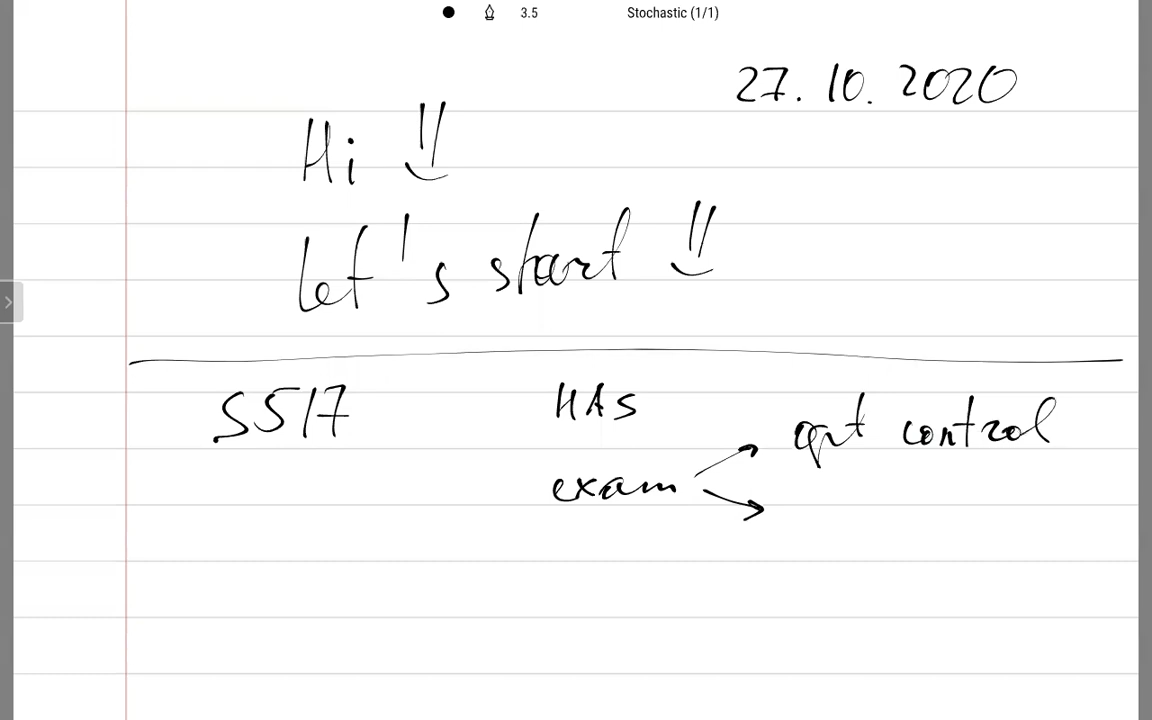 3.5 Stochastic (1/1)
27.10.2020
Hi !!
Let's start !!
SS17 HAS
opt control
exam